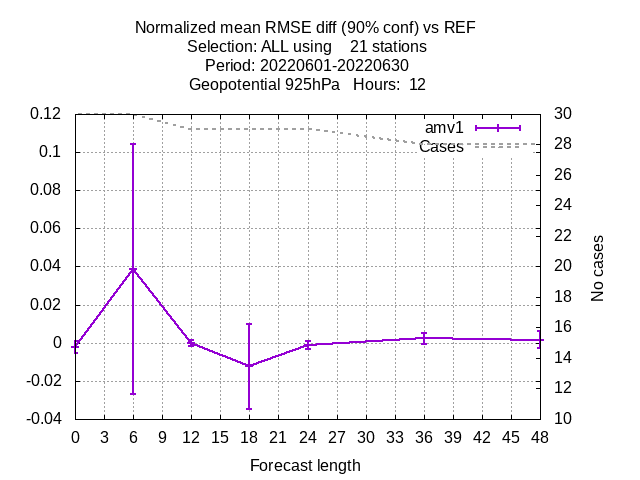 Normalized mean RMSE diff (90% conf) vs REF
Selection: ALL using    21 stations
Period: 20220601-20220630
Geopotential 925hPa   Hours:  12
0.12
0.1
0.08
0.06
0.04
0.02
0
-0.02
-0.04
30
28
26
24
22
20
18
16
14
12
10
amv1
Cases
No cases
0 3 6 9 12 15 18 21 24 27 30 33 36 39 42 45 48
Forecast length